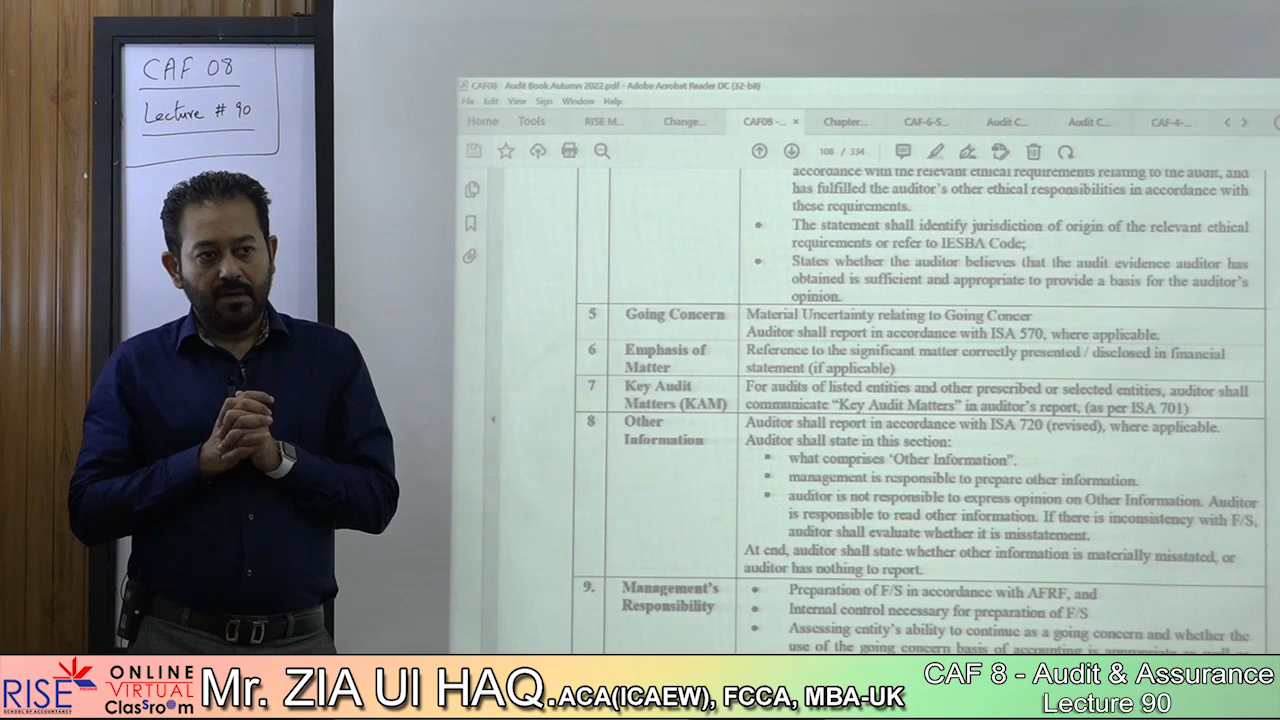 CAF 08
Lecture # 90
CAF08 - Audit Book Autumn 2022.pdf - Adobe Acrobat Reader DC (32-bit)
File Edit View Sign Window Help
Home Tools RISE M... Change... CAF08 -... × Chapter... CAF-6-S... Audit C... Audit C... CAF-4-...
108 / 334
accordance with the relevant ethical requirements relating to the audit, and
has fulfilled the auditor's other ethical responsibilities in accordance with
these requirements.
• The statement shall identify jurisdiction of origin of the relevant ethical
requirements or refer to IESBA Code;
• States whether the auditor believes that the audit evidence auditor has
obtained is sufficient and appropriate to provide a basis for the auditor's
opinion.
5 Going Concern Material Uncertainty relating to Going Concer
Auditor shall report in accordance with ISA 570, where applicable.
6 Emphasis of Reference to the significant matter correctly presented / disclosed in financial
Matter statement (if applicable)
7 Key Audit For audits of listed entities and other prescribed or selected entities, auditor shall
Matters (KAM) communicate "Key Audit Matters" in auditor's report, (as per ISA 701)
8 Other Auditor shall report in accordance with ISA 720 (revised), where applicable.
Information Auditor shall state in this section:
• what comprises 'Other Information".
• management is responsible to prepare other information.
• auditor is not responsible to express opinion on Other Information. Auditor
is responsible to read other information. If there is inconsistency with F/S,
auditor shall evaluate whether it is misstatement.
At end, auditor shall state whether other information is materially misstated, or
auditor has nothing to report.
9. Management's • Preparation of F/S in accordance with AFRF, and
Responsibility • Internal control necessary for preparation of F/S
• Assessing entity's ability to continue as a going concern and whether the
use of the going concern basis of accounting is appropriate as well as
RISE PREMIER
SCHOOL OF ACCOUNTANCY
ONLINE
VIRTUAL
Classroom
Mr. ZIA Ul HAQ. ACA(ICAEW), FCCA, MBA-UK
CAF 8 - Audit & Assurance
Lecture 90